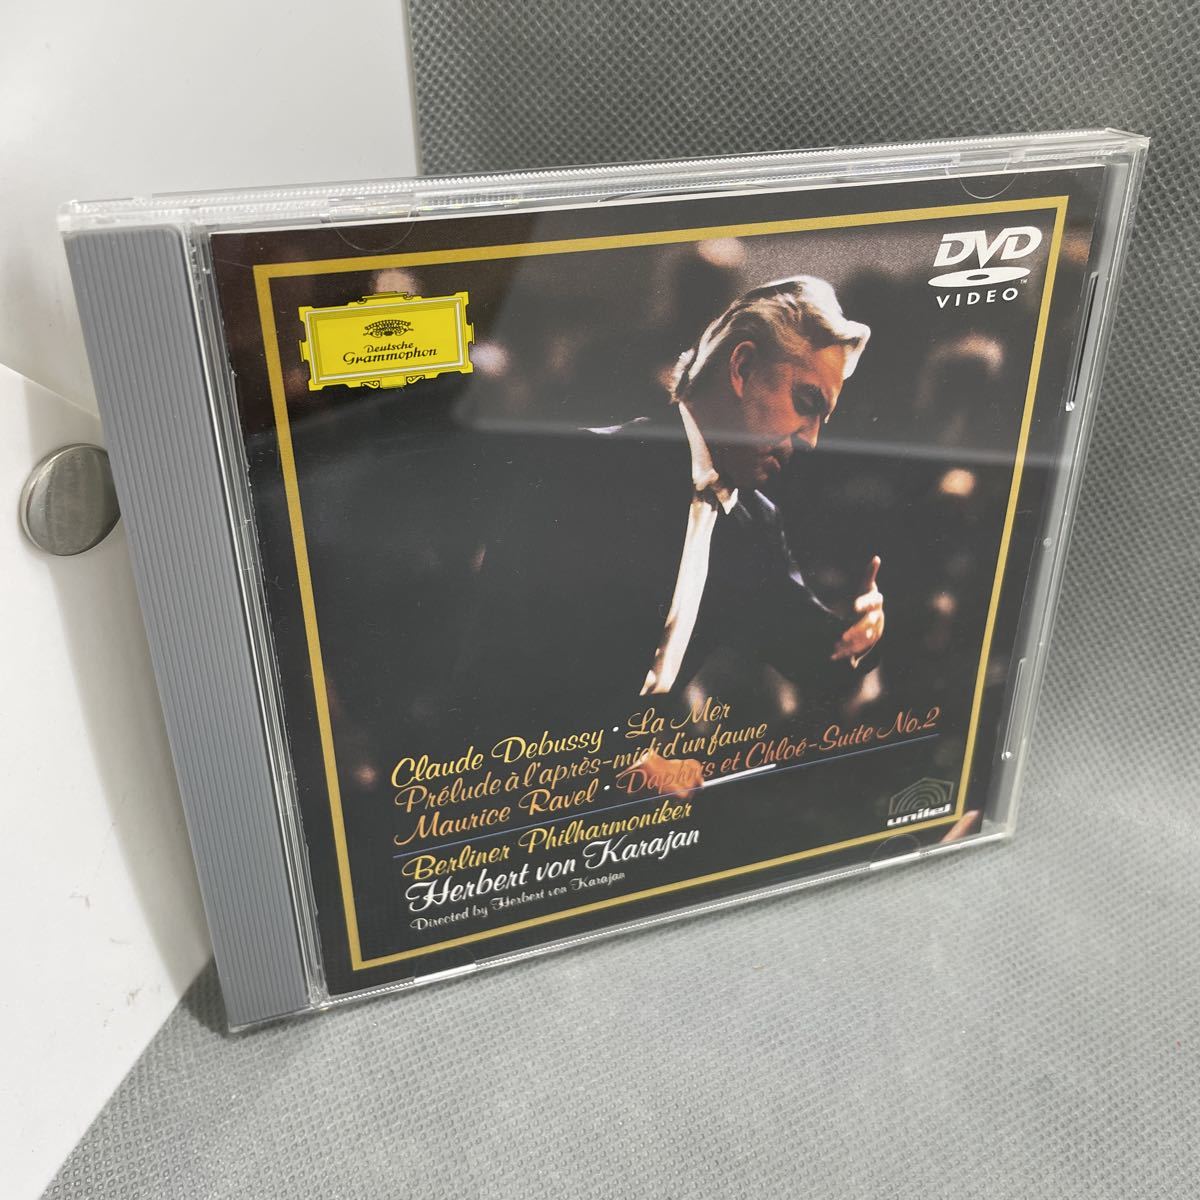 DVD
VIDEO
Deutsche
Grammophon
Claude Debussy · La Mer
Prélude à l'après-midi d'un faune
Maurice Ravel · Daphnis et Chloé-Suite No.2
Berliner Philharmoniker
Herbert von Karajan
Directed by Herbert von Karajan
unitel